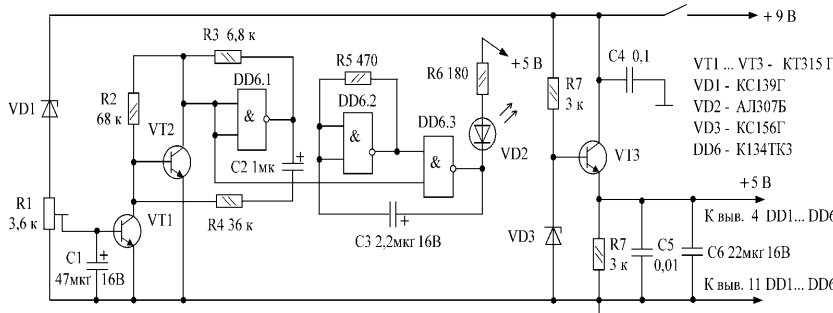 R3 6,8 к
+ 9 В
C4 0,1
R5 470
R6 180
+5 В
DD6.1
DD6.2
DD6.3
&
&
&
R7
3 к
VT1 ... VT3 - КТ315 Г
VD1 - КС139Г
VD2 - АЛ307Б
VD3 - КС156Г
DD6 - К134ТК3
VD1
R2
68 к
VT2
C2 1мк
+
VD2
VT3
+5 В
R1
3,6 к
VT1
R4 36 к
+
C3 2,2мкг 16В
К выв. 4 DD1... DD6
VD3
R7
3 к
C5
0,01
C6 22мкг 16В
C1
47мкг
+
16В
К выв. 11 DD1... DD6